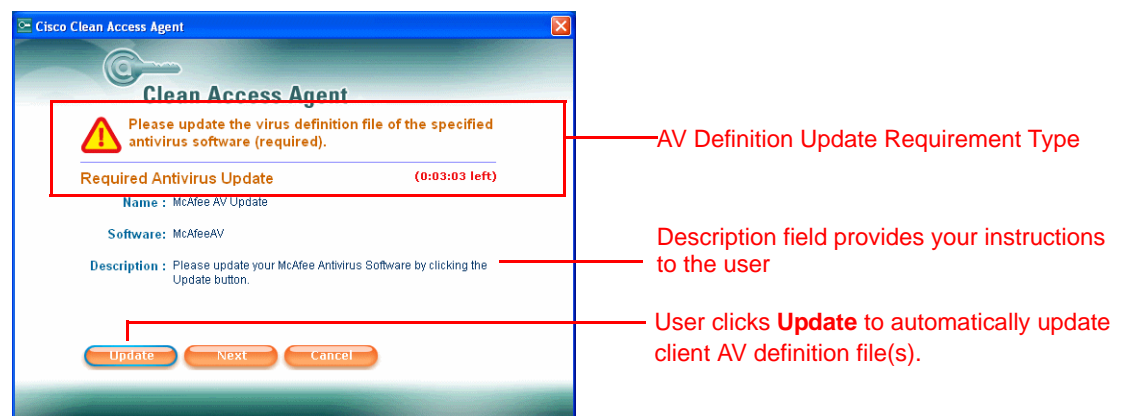 Cisco Clean Access Agent
Clean Access Agent
Please update the virus definition file of the specified
antivirus software (required).
Required Antivirus Update (0:03:03 left)
Name : McAfee AV Update
Software: McAfeeAV
Description : Please update your McAfee Antivirus Software by clicking the
Update button.
Update Next Cancel
AV Definition Update Requirement Type
Description field provides your instructions
to the user
User clicks Update to automatically update
client AV definition file(s).